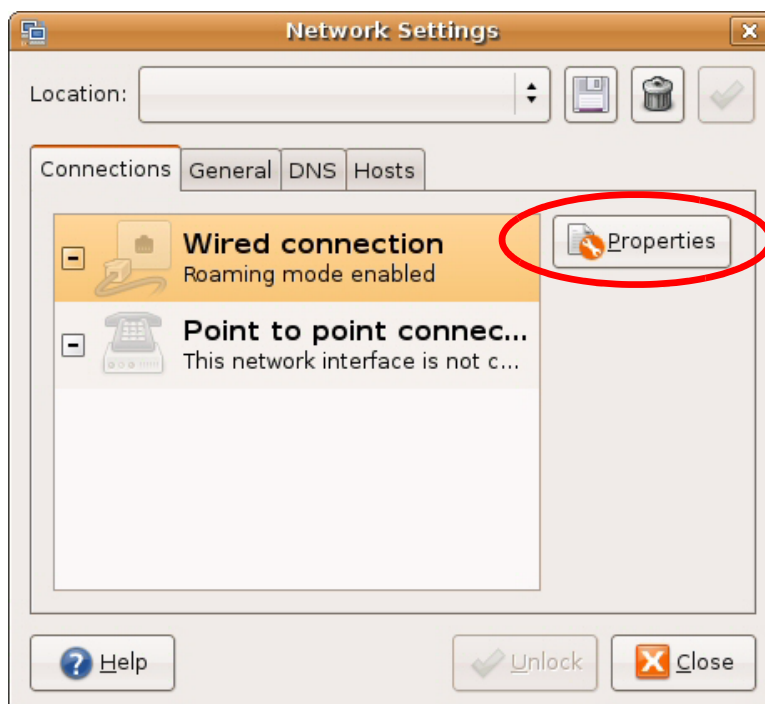 Network Settings
Location:
Connections General DNS Hosts
Wired connection
Roaming mode enabled
Properties
Point to point connec...
This network interface is not c...
Help Unlock Close